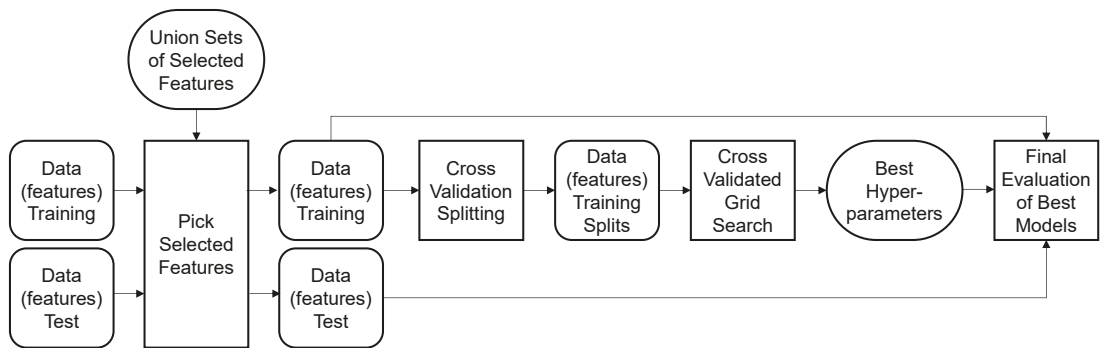 Union Sets
of Selected
Features
Data
(features)
Training
Data
(features)
Test
Pick
Selected
Features
Data
(features)
Training
Data
(features)
Test
Cross
Validation
Splitting
Data
(features)
Training
Splits
Cross
Validated
Grid
Search
Best
Hyper-
parameters
Final
Evaluation
of Best
Models